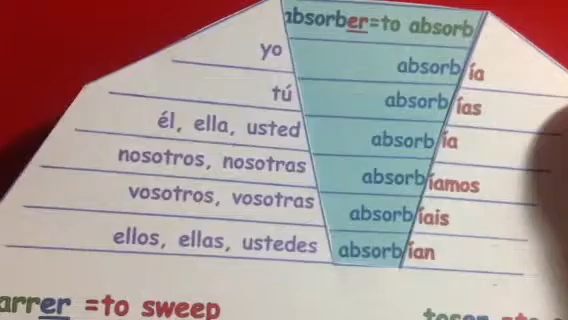 absorber=to absorb
yo absorbía
tú absorbías
él, ella, usted absorbía
nosotros, nosotras absorbíamos
vosotros, vosotras absorbíais
ellos, ellas, ustedes absorbían
arrer =to sweep